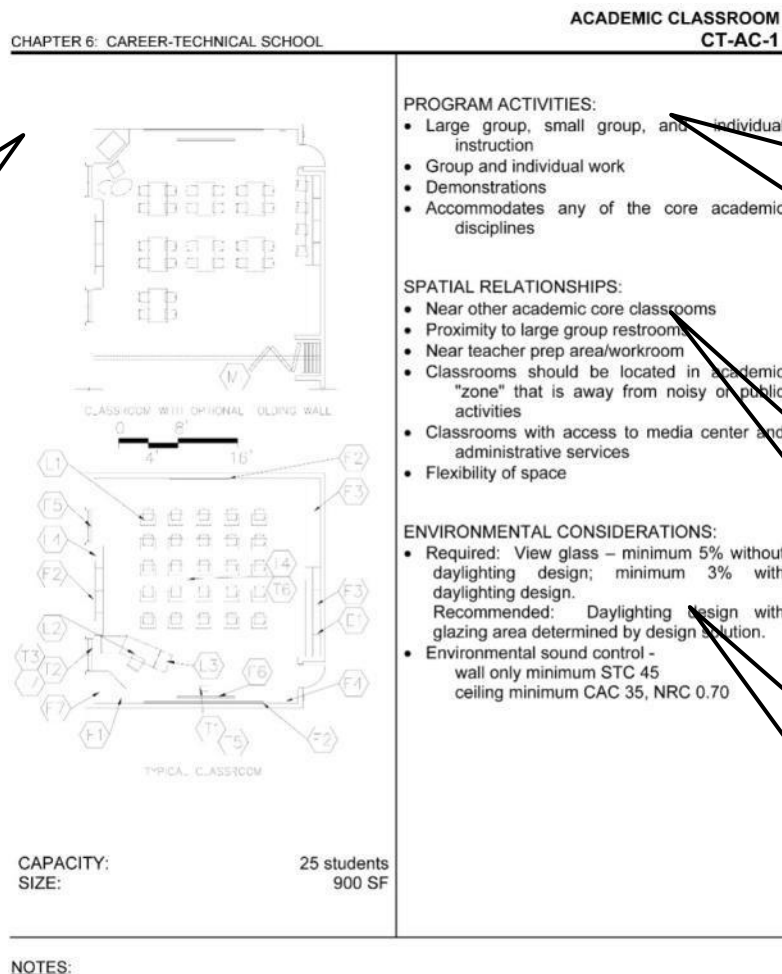 ACADEMIC CLASSROOM
CHAPTER 6: CAREER-TECHNICAL SCHOOL
CT-AC-1
M
CLASSROOM WITH OPTIONAL FOLDING WALL
0 8'
4' 16'
L1
F2
F3
F5
L4
F2
T4
T6
F3
E1
L2
T3
T2
L3
F6
F4
F7
F1
T1
T5
F2
TYPICAL CLASSROOM
CAPACITY: 25 students
SIZE: 900 SF
PROGRAM ACTIVITIES:
• Large group, small group, and individual
instruction
• Group and individual work
• Demonstrations
• Accommodates any of the core academic
disciplines
SPATIAL RELATIONSHIPS:
• Near other academic core classrooms
• Proximity to large group restrooms
• Near teacher prep area/workroom
• Classrooms should be located in academic
"zone" that is away from noisy or public
activities
• Classrooms with access to media center and
administrative services
• Flexibility of space
ENVIRONMENTAL CONSIDERATIONS:
• Required: View glass – minimum 5% without
daylighting design; minimum 3% with
daylighting design.
Recommended: Daylighting design with
glazing area determined by design solution.
• Environmental sound control -
wall only minimum STC 45
ceiling minimum CAC 35, NRC 0.70
NOTES: